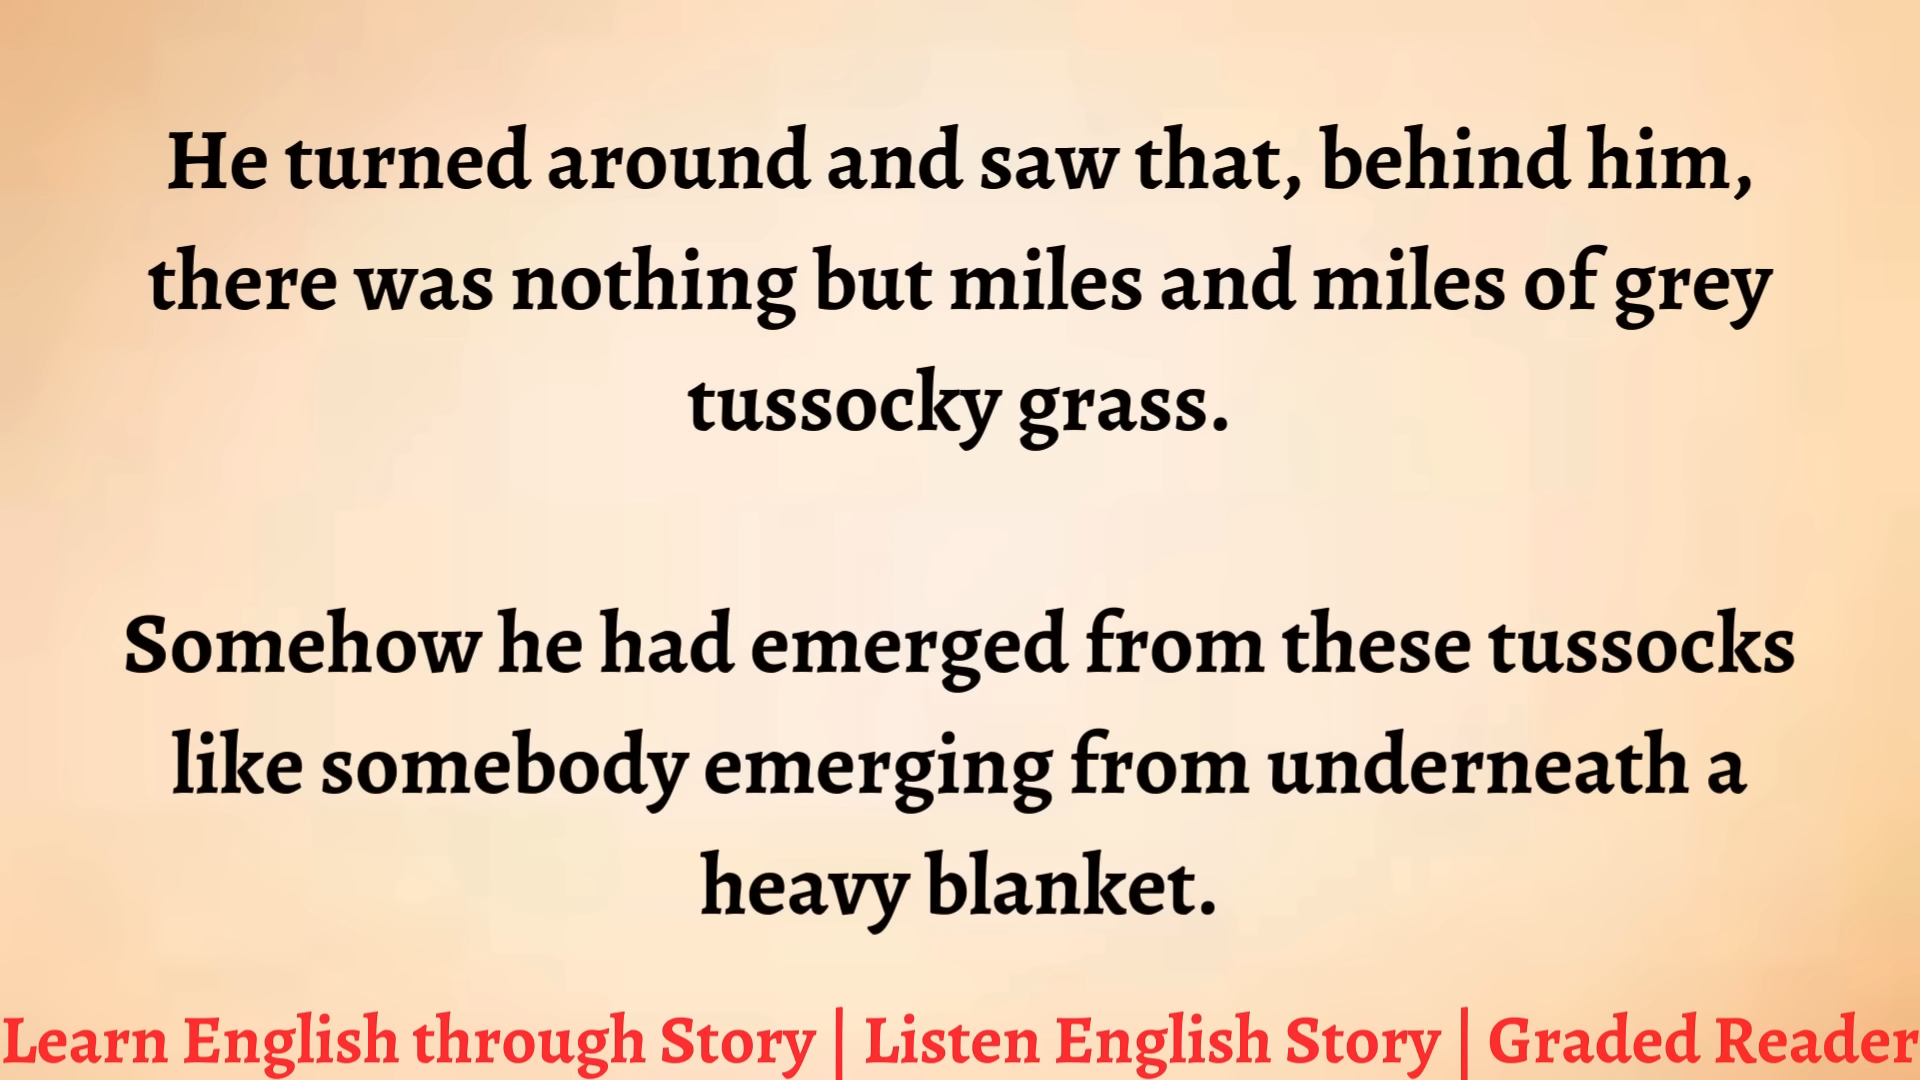 He turned around and saw that, behind him,
there was nothing but miles and miles of grey
tussocky grass.
Somehow he had emerged from these tussocks
like somebody emerging from underneath a
heavy blanket.
Learn English through Story | Listen English Story | Graded Reader